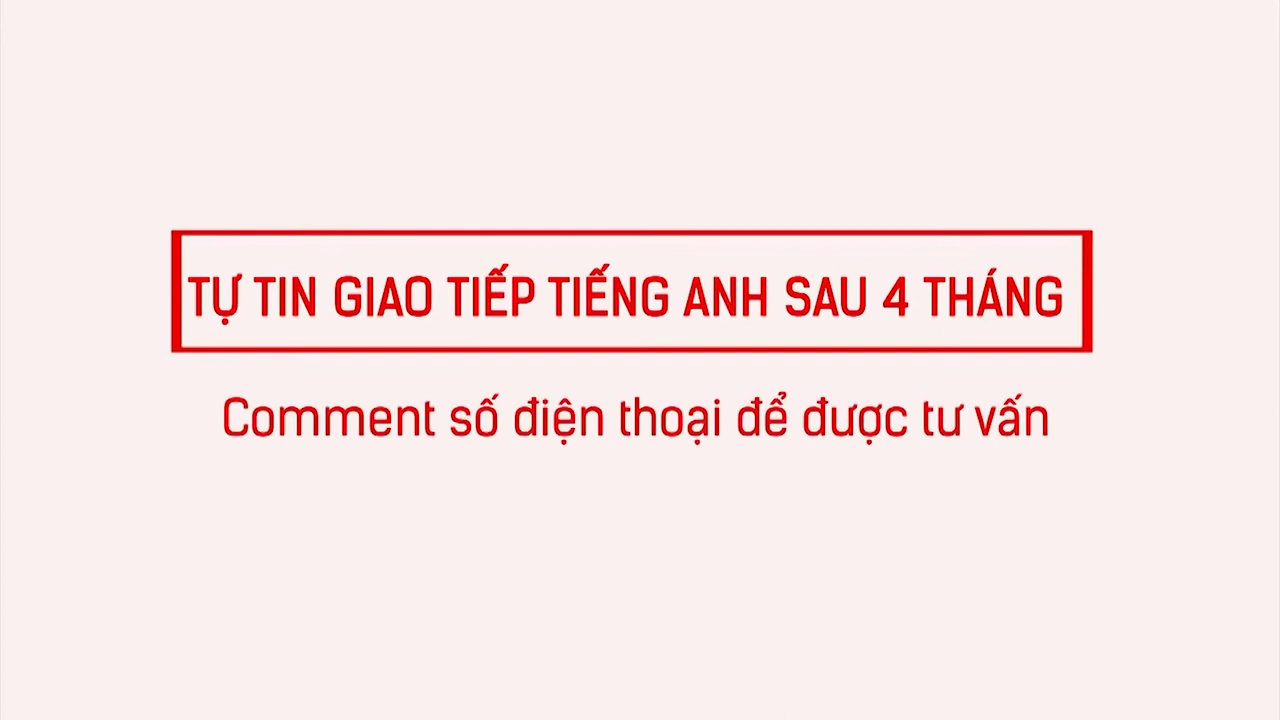 TỰ TIN GIAO TIẾP TIẾNG ANH SAU 4 THÁNG
Comment số điện thoại để được tư vấn